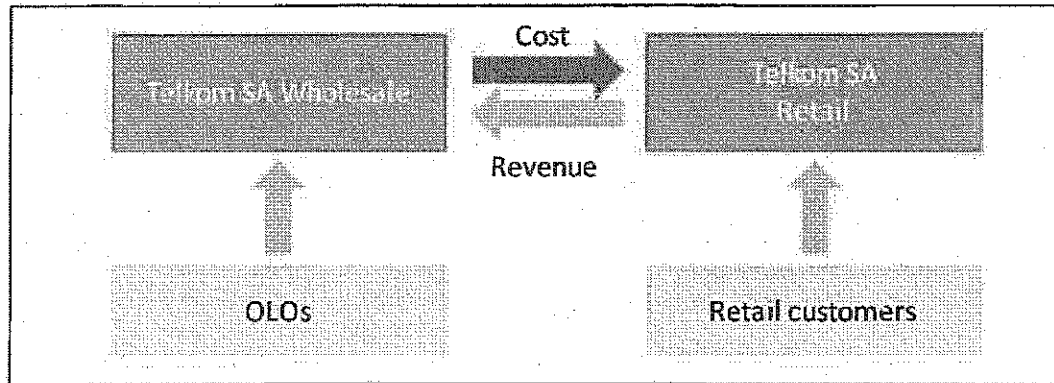 Cost
Telkom SA Wholesale
Telkom SA
Retail
Revenue
OLOs
Retail customers